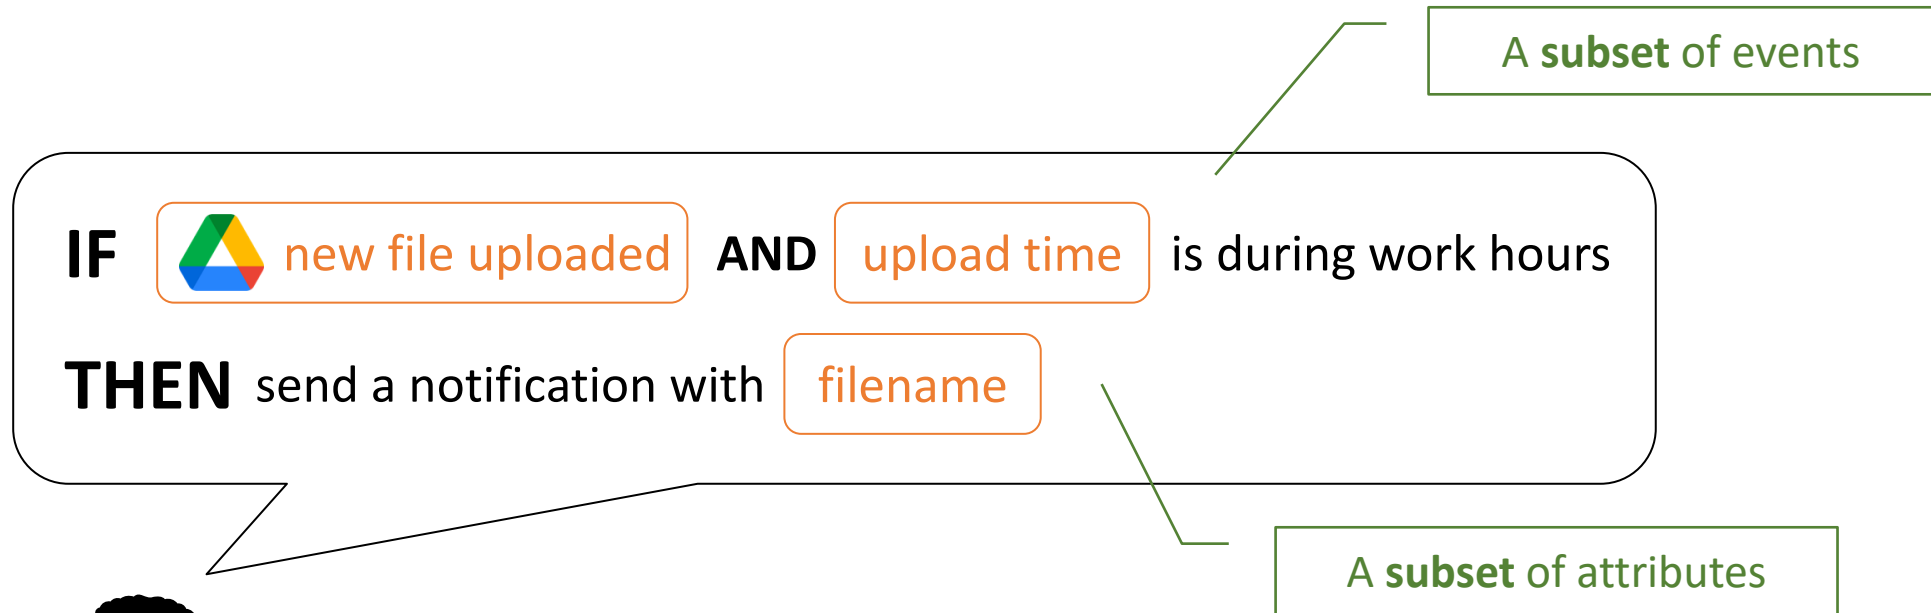 A subset of events
IF new file uploaded AND upload time is during work hours
THEN send a notification with filename
A subset of attributes